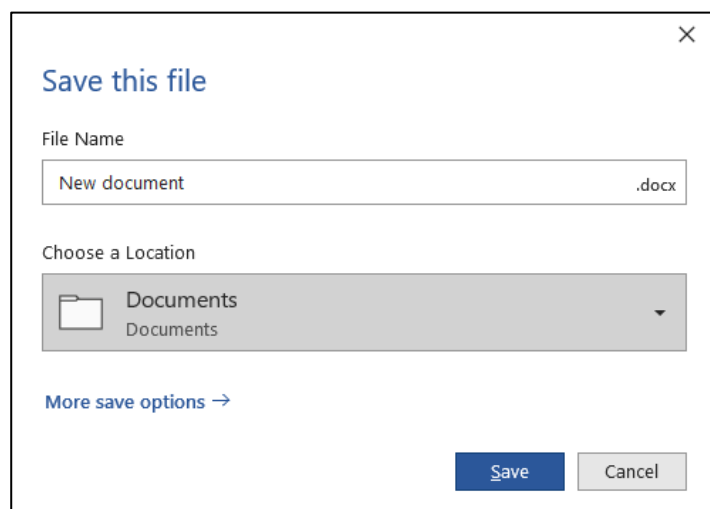 Save this file
File Name
New document .docx
Choose a Location
Documents
Documents
More save options →
Save Cancel